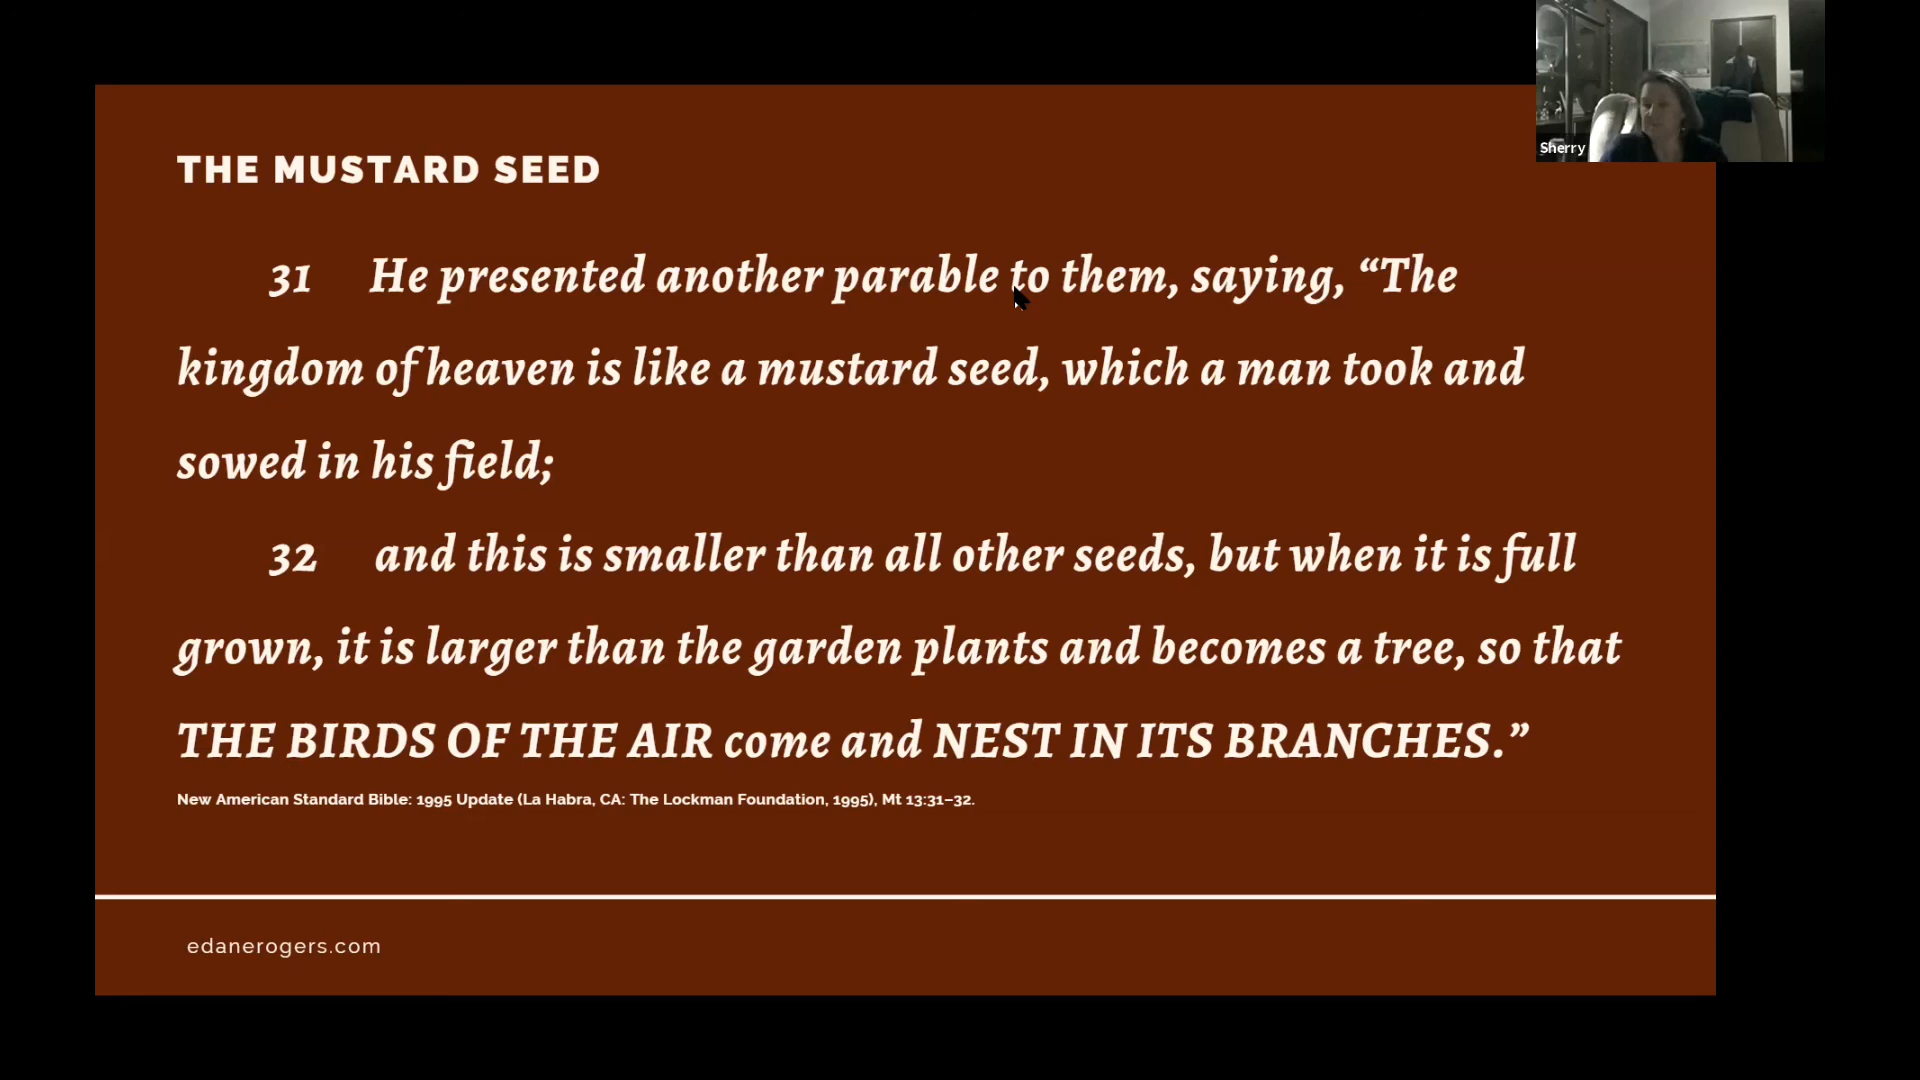 Sherry
THE MUSTARD SEED
31 He presented another parable to them, saying, “The
kingdom of heaven is like a mustard seed, which a man took and
sowed in his field;
32 and this is smaller than all other seeds, but when it is full
grown, it is larger than the garden plants and becomes a tree, so that
THE BIRDS OF THE AIR come and NEST IN ITS BRANCHES.”
New American Standard Bible: 1995 Update (La Habra, CA: The Lockman Foundation, 1995), Mt 13:31–32.
edanerogers.com